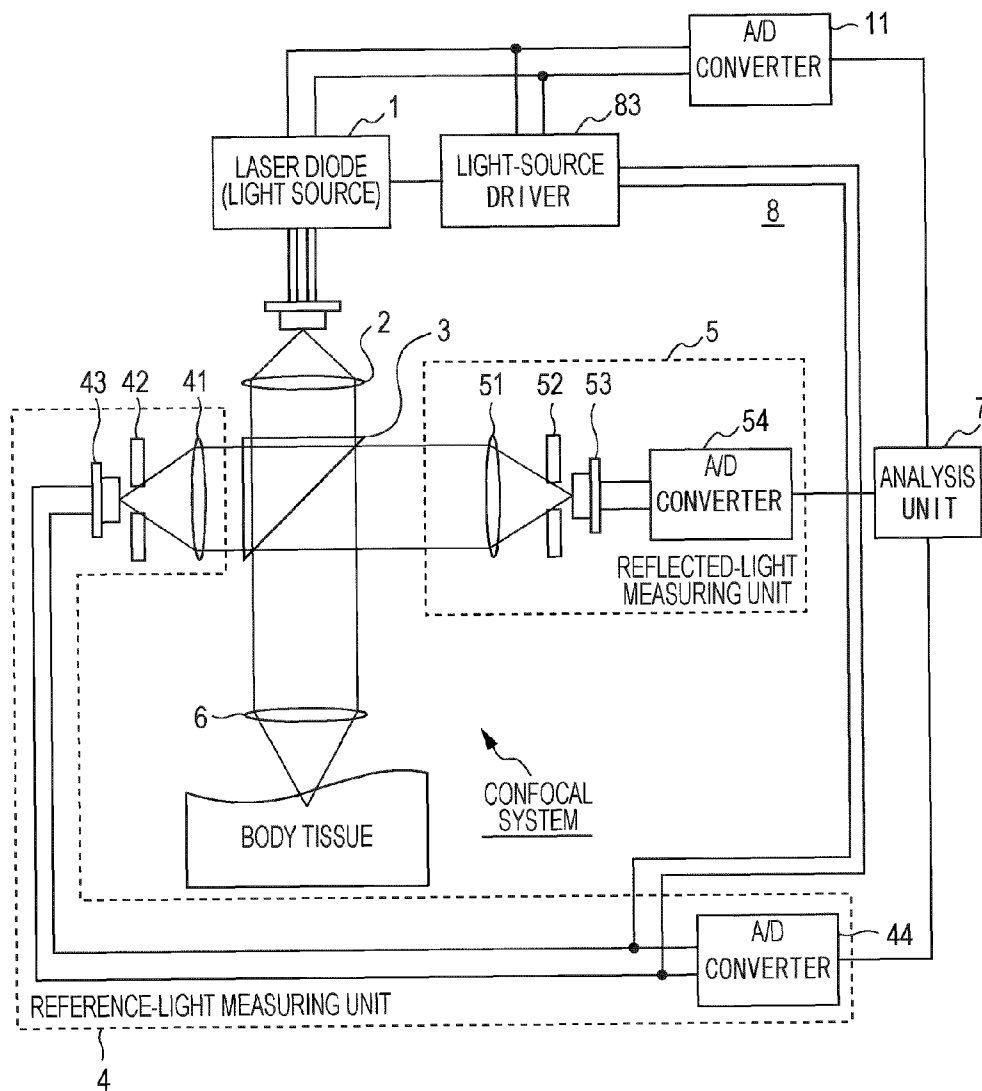 11
A/D
CONVERTER
1
83
LASER DIODE
(LIGHT SOURCE)
LIGHT-SOURCE
DRIVER
8
2
3
5
43
42
41
51
52
53
54
7
A/D
CONVERTER
ANALYSIS
UNIT
REFLECTED-LIGHT
MEASURING UNIT
6
CONFOCAL
SYSTEM
BODY TISSUE
A/D
CONVERTER
44
REFERENCE-LIGHT MEASURING UNIT
4